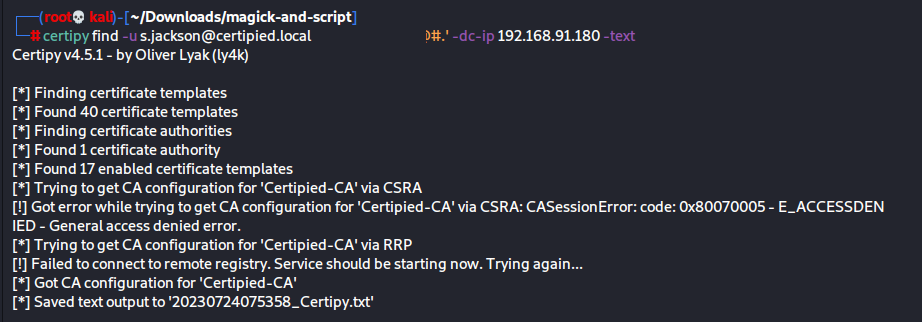 ┌──(root💀 kali)-[~/Downloads/magick-and-script]
└─# certipy find -u s.jackson@certipied.local #.' -dc-ip 192.168.91.180 -text
Certipy v4.5.1 - by Oliver Lyak (ly4k)
[*] Finding certificate templates
[*] Found 40 certificate templates
[*] Finding certificate authorities
[*] Found 1 certificate authority
[*] Found 17 enabled certificate templates
[*] Trying to get CA configuration for 'Certipied-CA' via CSRA
[!] Got error while trying to get CA configuration for 'Certipied-CA' via CSRA: CASessionError: code: 0x80070005 - E_ACCESSDEN
IED - General access denied error.
[*] Trying to get CA configuration for 'Certipied-CA' via RRP
[!] Failed to connect to remote registry. Service should be starting now. Trying again...
[*] Got CA configuration for 'Certipied-CA'
[*] Saved text output to '20230724075358_Certipy.txt'